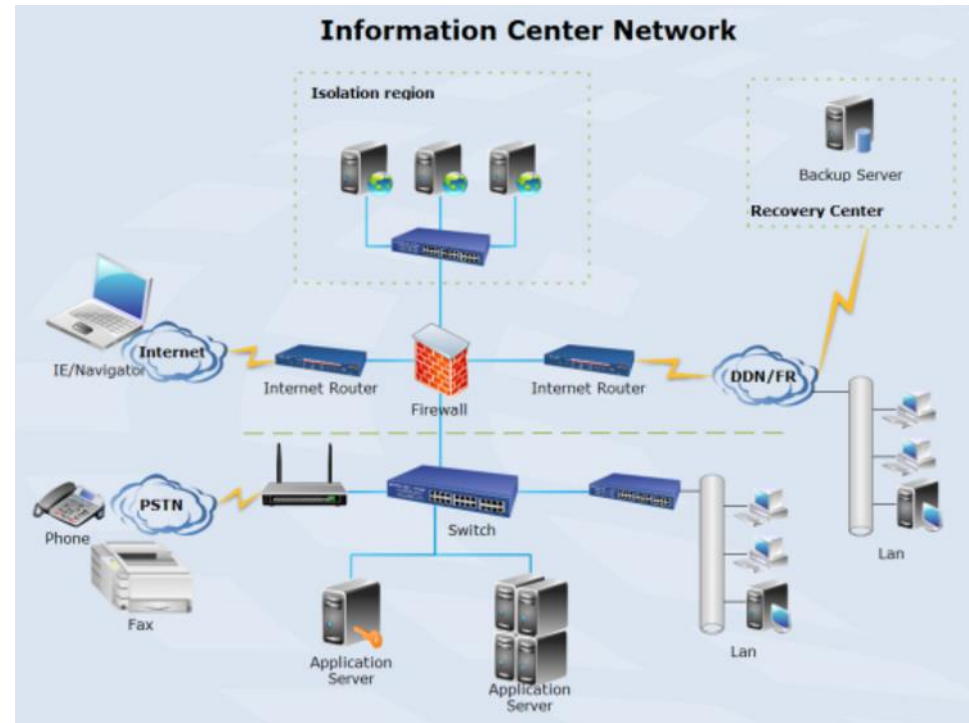 Information Center Network
Isolation region
Backup Server
Recovery Center
Internet
IE/Navigator
Internet Router
Firewall
Internet Router
DDN/FR
PSTN
Phone
Switch
Lan
Fax
Application
Server
Application
Server
Lan